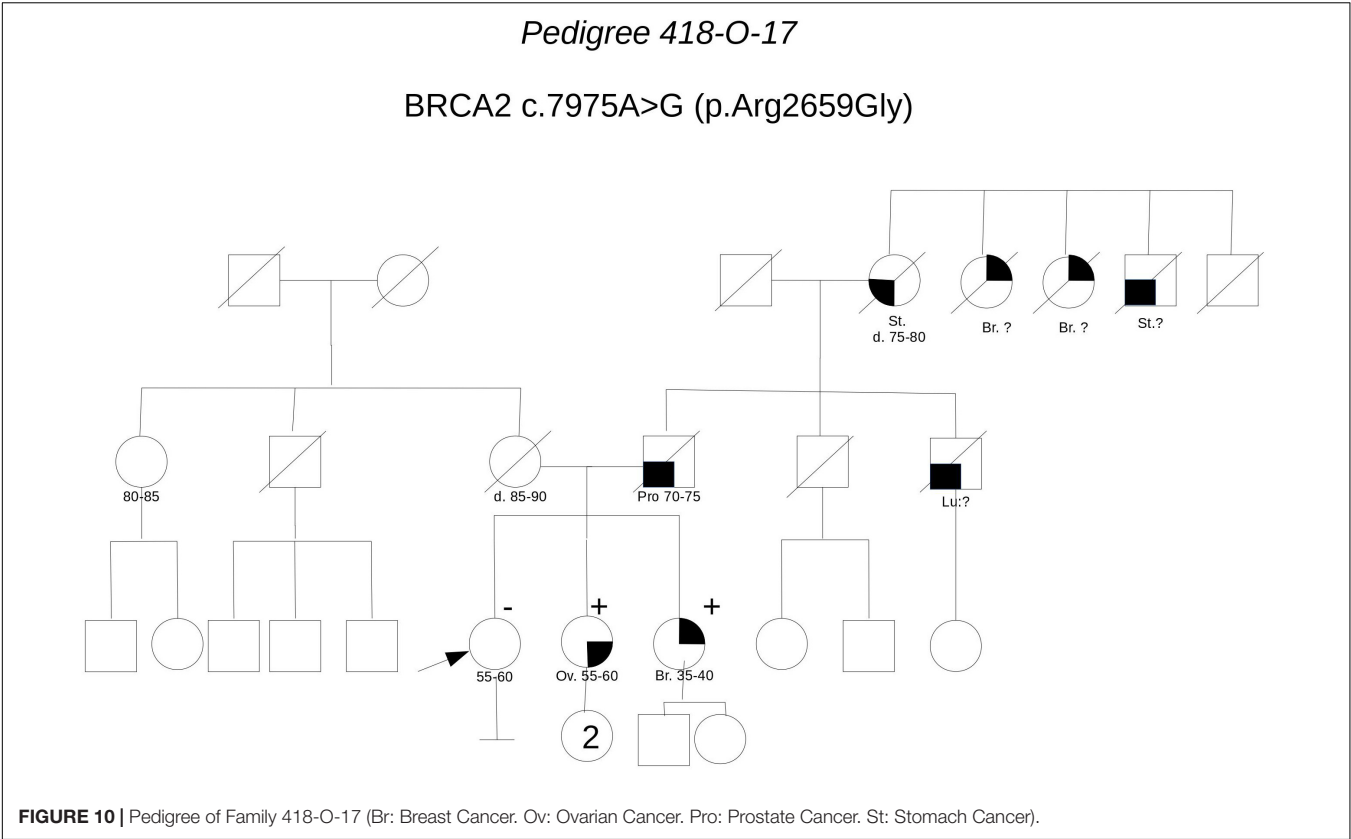 Pedigree 418-O-17
BRCA2 c.7975A>G (p.Arg2659Gly)
St.
d. 75-80
Br. ?
Br. ?
St.?
80-85
d. 85-90
Pro 70-75
Lu:?
-
+
+
55-60
Ov. 55-60
Br. 35-40
2
FIGURE 10 | Pedigree of Family 418-O-17 (Br: Breast Cancer. Ov: Ovarian Cancer. Pro: Prostate Cancer. St: Stomach Cancer).